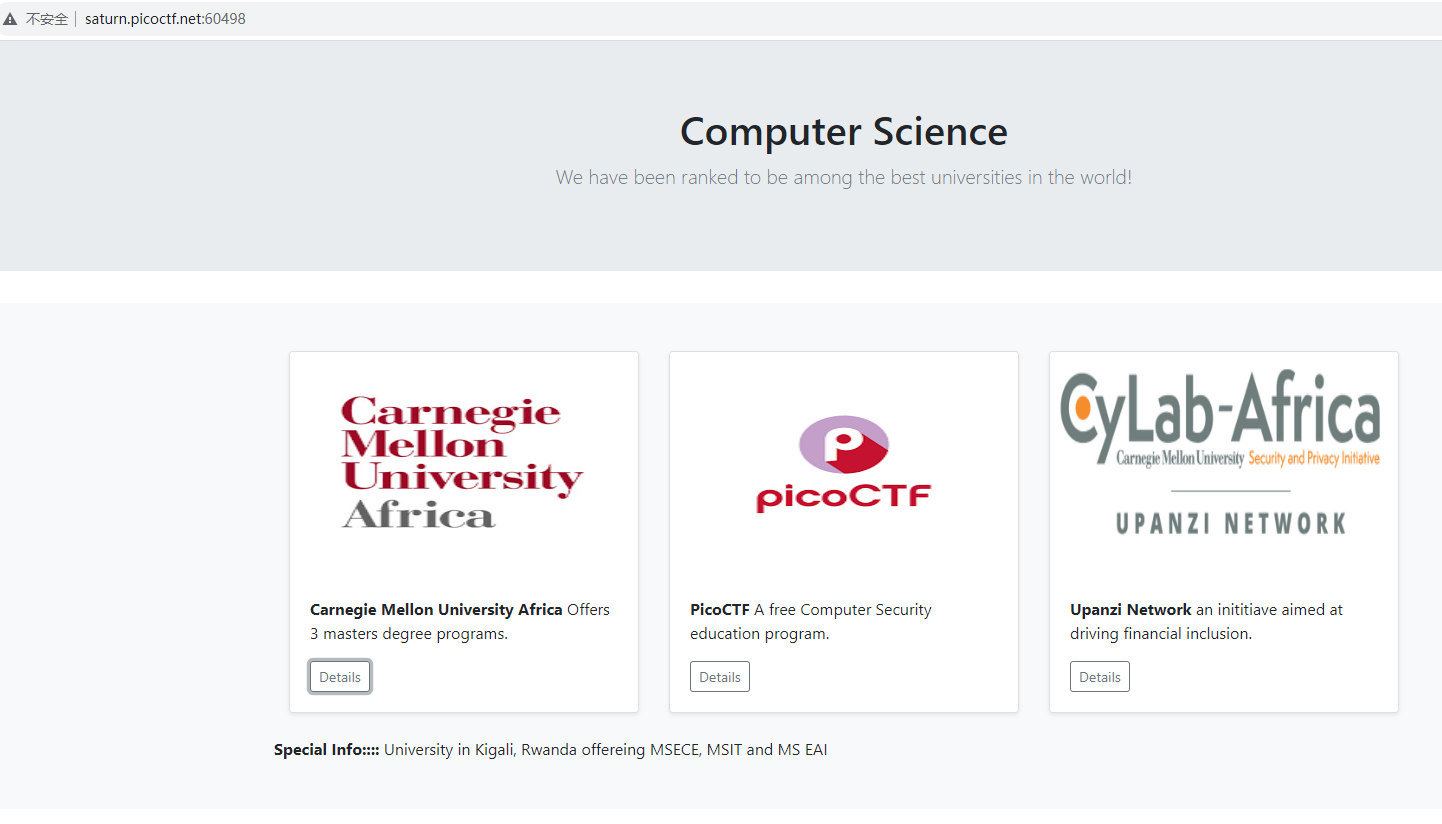 不安全 saturn.picoctf.net:60498
Computer Science
We have been ranked to be among the best universities in the world!
Carnegie
Mellon
University
Africa
P
picoCTF
CyLab-Africa
Carnegie Mellon University Security and Privacy Initiative
UPANZI NETWORK
Carnegie Mellon University Africa Offers
3 masters degree programs.
Details
PicoCTF A free Computer Security
education program.
Details
Upanzi Network an inititiave aimed at
driving financial inclusion.
Details
Special Info:::: University in Kigali, Rwanda offereing MSECE, MSIT and MS EAI